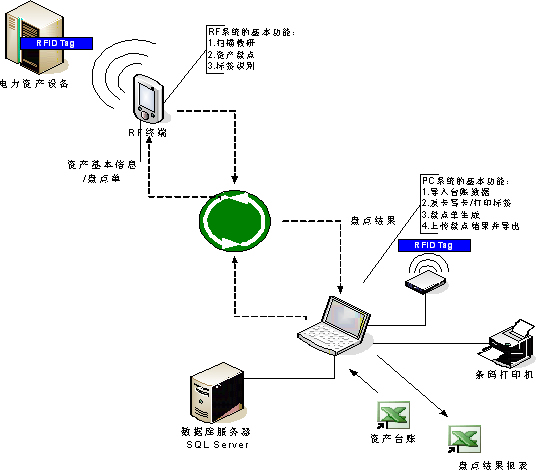 RFID Tag
电力资产设备
RF系统的基本功能：
1.扫描数研
2.资产盘点
3.标签识别
RF终端
资产基本信息
/盘点单
PC系统的基本功能：
1.导入台账数据
2.发卡写卡/打印标签
3.盘点单生成
4.上传盘点结果并导出
盘点结果
RFID Tag
条码打印机
数据库服务器
SQL Server
资产台账
盘点结果报表